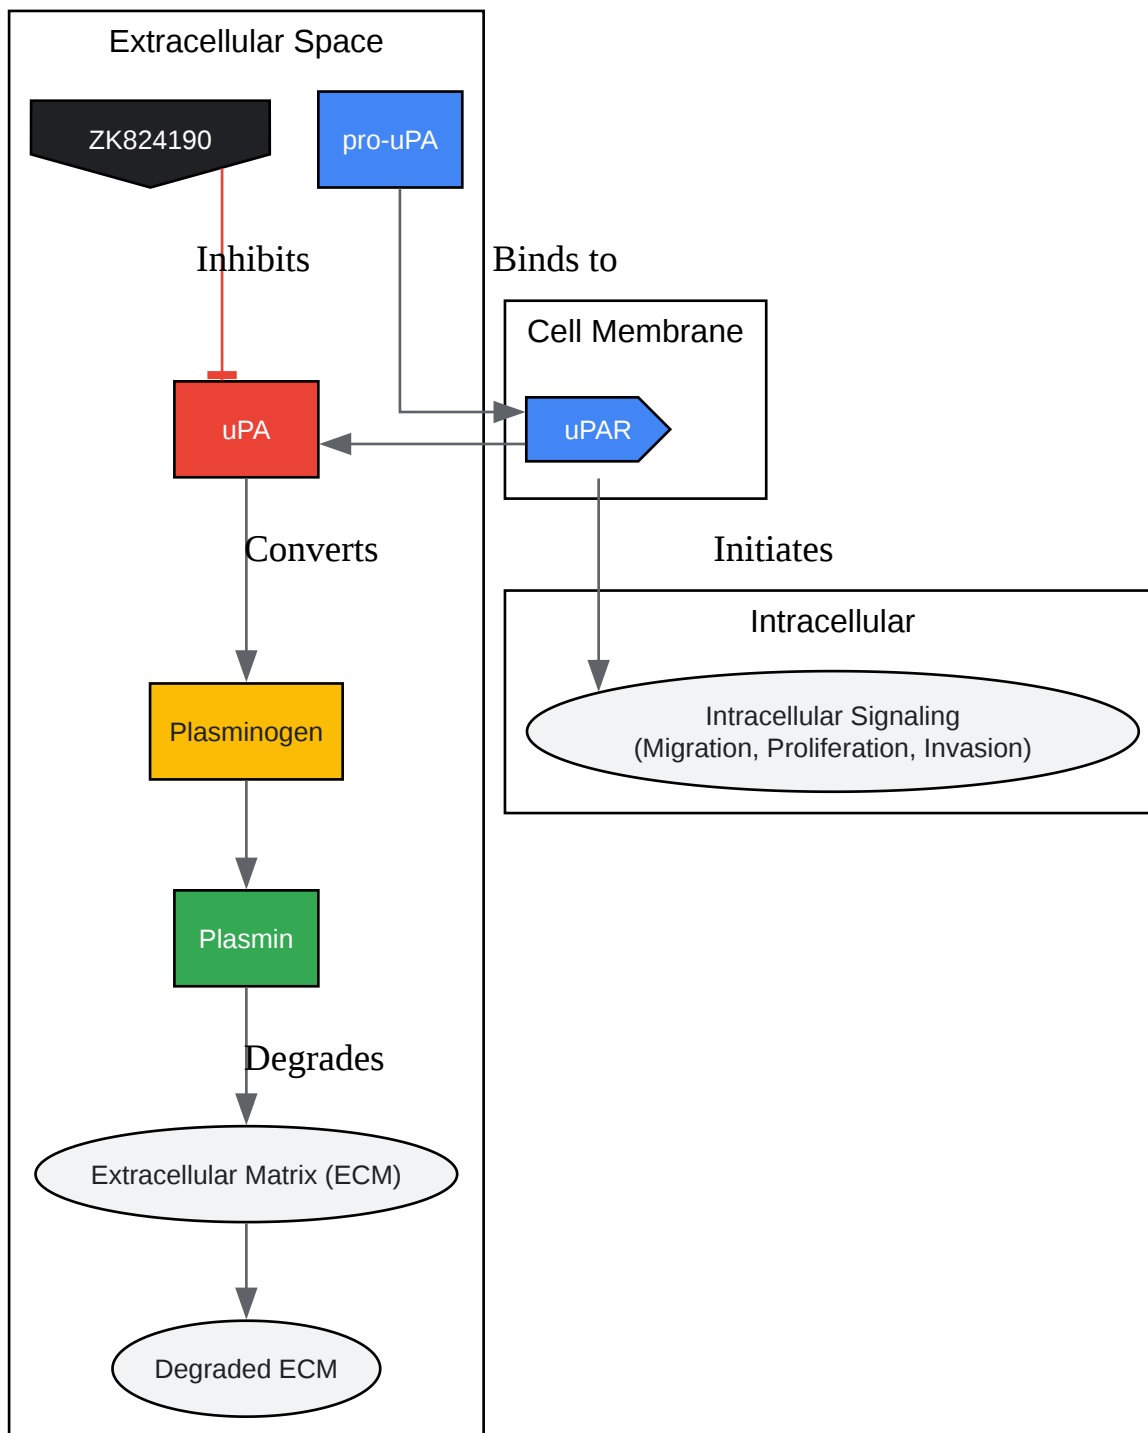 Extracellular Space
ZK824190
pro-uPA
Inhibits
Binds to
Cell Membrane
uPA
uPAR
Converts
Initiates
Intracellular
Plasminogen
Intracellular Signaling
(Migration, Proliferation, Invasion)
Plasmin
Degrades
Extracellular Matrix (ECM)
Degraded ECM